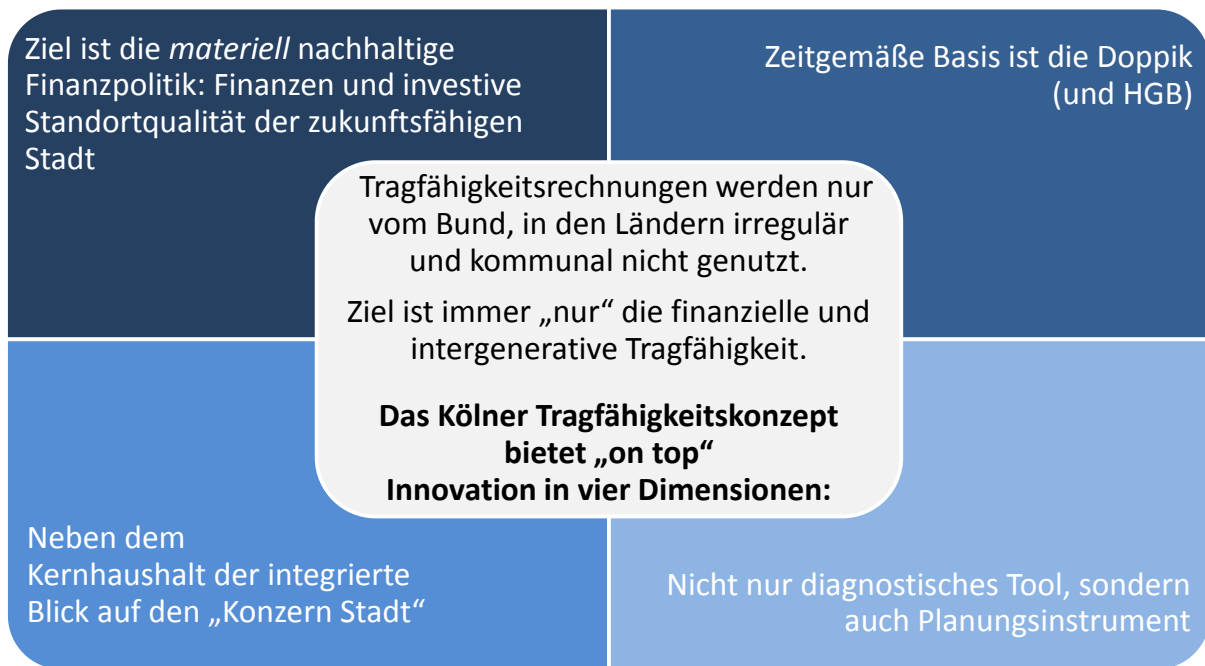 Ziel ist die materiell nachhaltige
Finanzpolitik: Finanzen und investive
Standortqualität der zukunftsfähigen
Stadt
Zeitgemäße Basis ist die Doppik
(und HGB)
Tragfähigkeitsrechnungen werden nur
vom Bund, in den Ländern irregulär
und kommunal nicht genutzt.
Ziel ist immer „nur“ die finanzielle und
intergenerative Tragfähigkeit.
Das Kölner Tragfähigkeitskonzept
bietet „on top“
Innovation in vier Dimensionen:
Neben dem
Kernhaushalt der integrierte
Blick auf den „Konzern Stadt“
Nicht nur diagnostisches Tool, sondern
auch Planungsinstrument